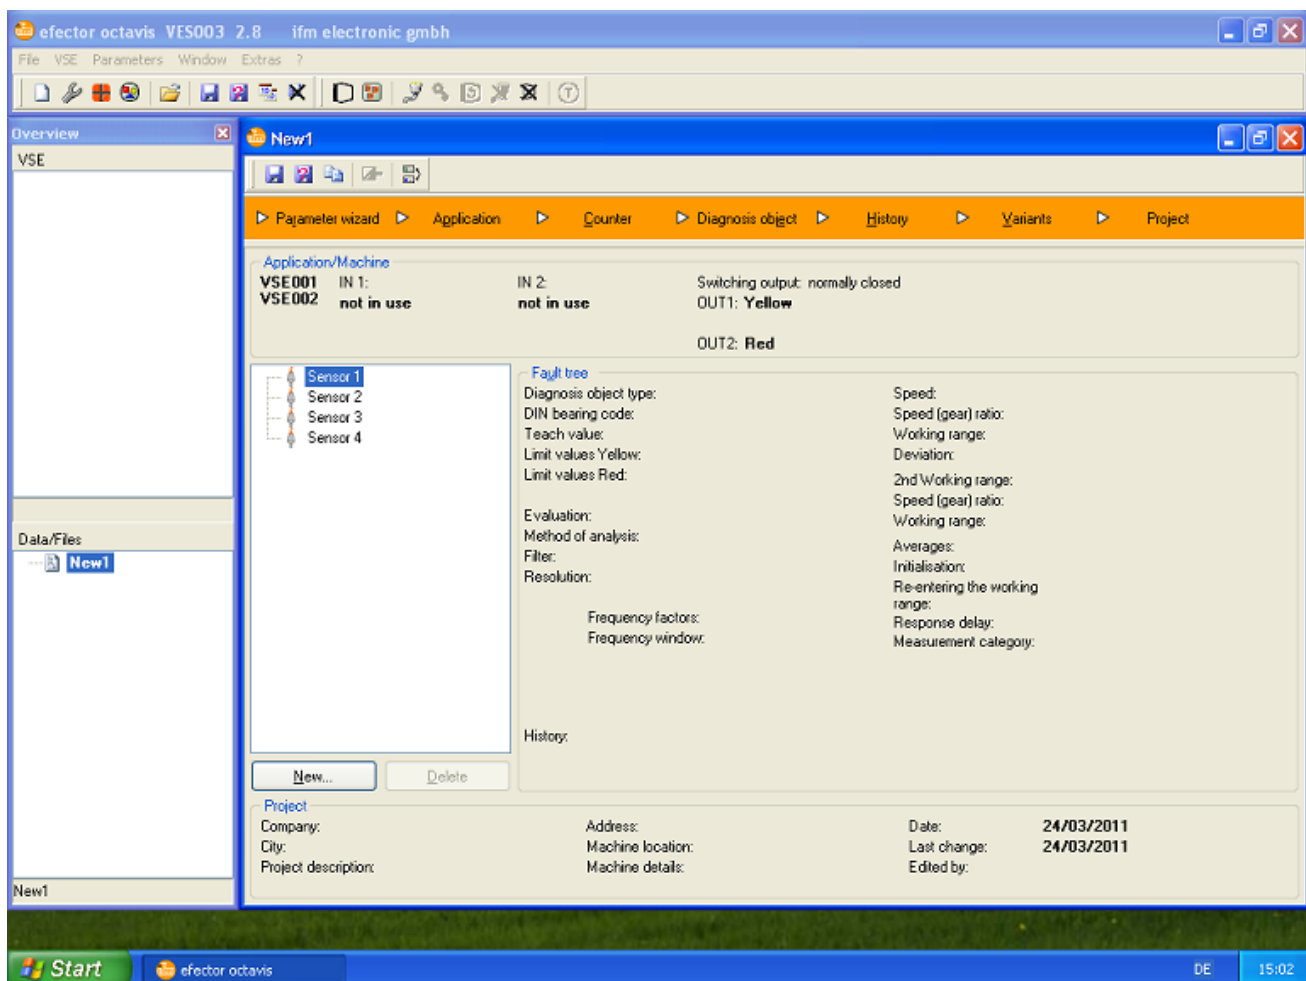 efector octavis VES003 2.8 ifm electronic gmbh
File VSE Parameters Window Extras ?
Overview
VSE
Data/Files
New1
New1
New1
Parameter wizard Application Counter Diagnosis object History Variants Project
Application/Machine
VSE001 IN 1: IN 2: Switching output: normally closed
VSE002 not in use not in use OUT1: Yellow
OUT2: Red
Sensor 1
Sensor 2
Sensor 3
Sensor 4
New... Delete
Fault tree
Diagnosis object type: Speed:
DIN bearing code: Speed (gear) ratio:
Teach value: Working range:
Limit values Yellow: Deviation:
Limit values Red: 2nd Working range:
Speed (gear) ratio:
Evaluation: Working range:
Method of analysis: Averages:
Filter: Initialisation:
Resolution: Re-entering the working
range:
Frequency factors: Response delay:
Frequency window: Measurement category:
History:
Project
Company: Address: Date: 24/03/2011
City: Machine location: Last change: 24/03/2011
Project description: Machine details: Edited by:
Start efector octavis DE 15:02